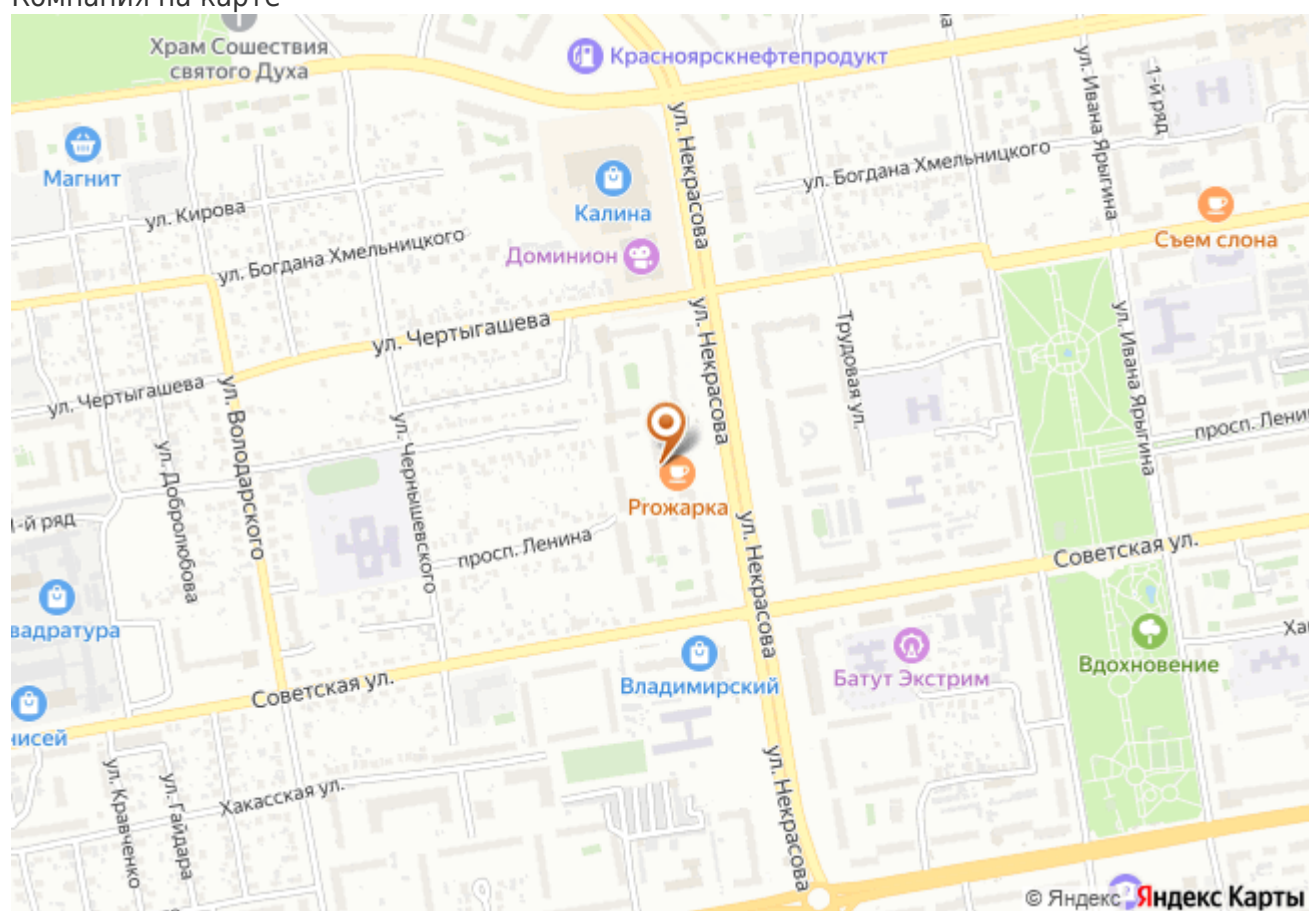 Компания на карте
Храм Сошествия
святого Духа
Красноярскнефтепродукт
ул. Ивана Ярыгина
1-й ряд
Магнит
ул. Некрасова
ул. Богдана Хмельницкого
Калина
ул. Кирова
Съем слона
ул. Богдана Хмельницкого
Доминион
ул. Чертыгашева
ул. Некрасова
Трудовая ул.
ул. Ивана Ярыгина
ул. Чертыгашева
ул. Володарского
ул. Чернышевского
ул. Добролюбова
просп. Лени
-й ряд
Prожарка
просп. Ленина
ул. Некрасова
Советская ул.
вадратура
Владимирский
Батут Экстрим
Вдохновение
Ха
Советская ул.
нисей
ул. Кравченко
ул. Гайдара
Хакасская ул.
ул. Некрасова
© Яндекс Яндекс Карты